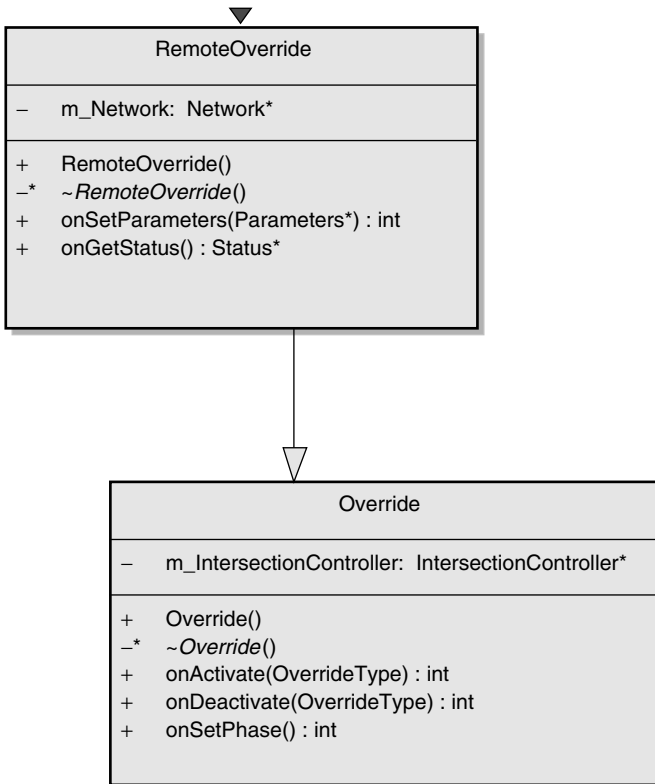 RemoteOverride
− m_Network: Network*
+ RemoteOverride()
−* ~RemoteOverride()
+ onSetParameters(Parameters*) : int
+ onGetStatus() : Status*
Override
− m_IntersectionController: IntersectionController*
+ Override()
−* ~Override()
+ onActivate(OverrideType) : int
+ onDeactivate(OverrideType) : int
+ onSetPhase() : int